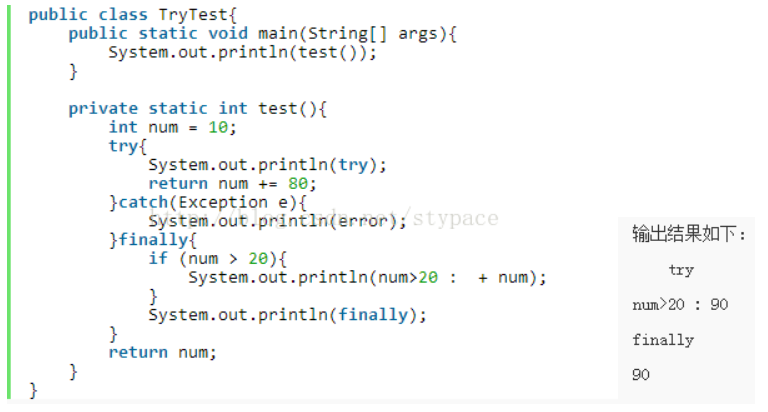 public class TryTest{
public static void main(String[] args){
System.out.println(test());
}
private static int test(){
int num = 10;
try{
System.out.println(try);
return num += 80;
}catch(Exception e){
System.out.println(error);
}finally{
if (num > 20){
System.out.println(num>20 :  + num);
}
System.out.println(finally);
}
return num;
}
}
http://blog.csdn.net/stypace
输出结果如下：
try
num>20 : 90
finally
90